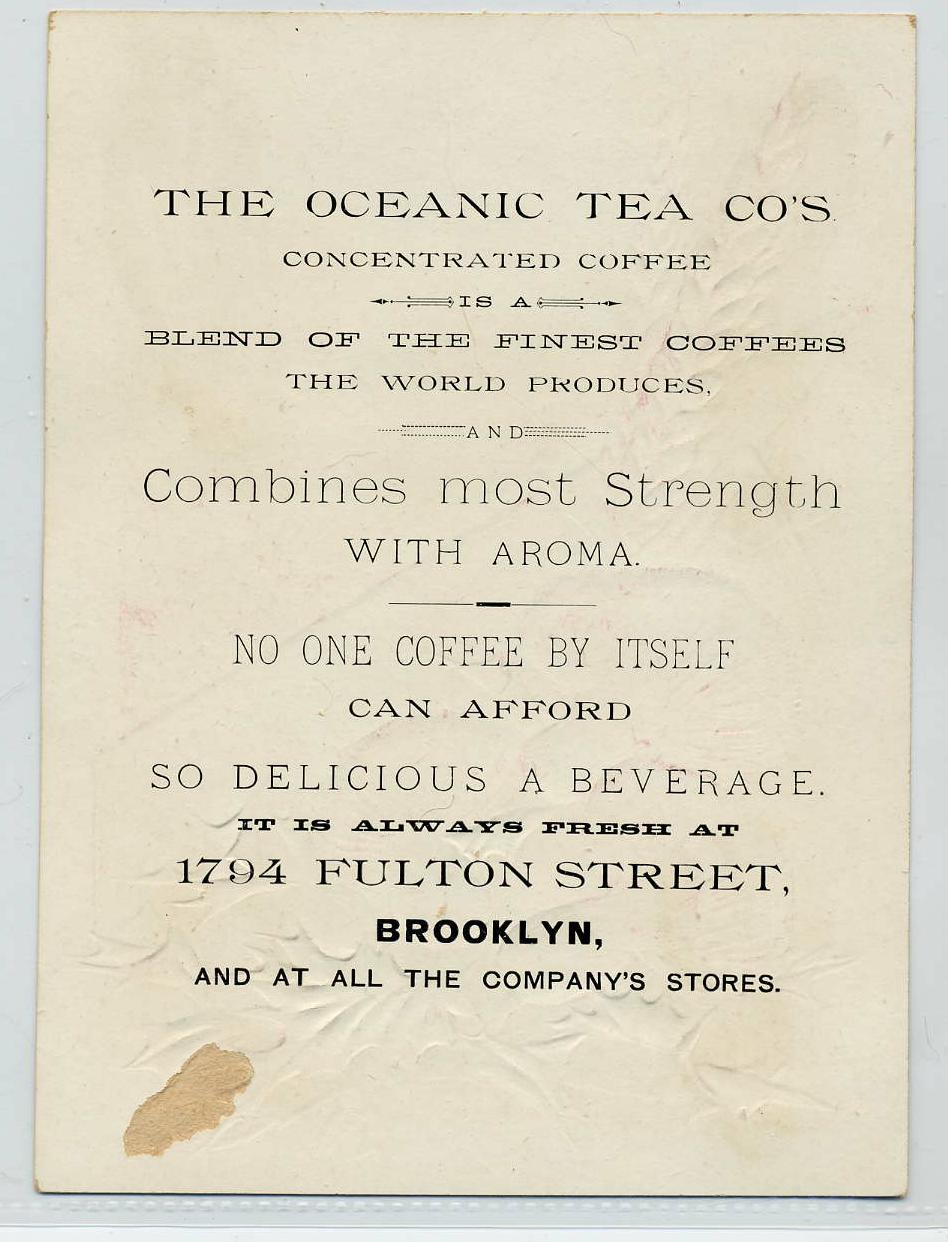 THE OCEANIC TEA CO'S.
CONCENTRATED COFFEE
IS A
BLEND OF THE FINEST COFFEES
THE WORLD PRODUCES,
AND
Combines most Strength
WITH AROMA.
NO ONE COFFEE BY ITSELF
CAN AFFORD
SO DELICIOUS A BEVERAGE.
IT IS ALWAYS FRESH AT
1794 FULTON STREET,
BROOKLYN,
AND AT ALL THE COMPANY'S STORES.